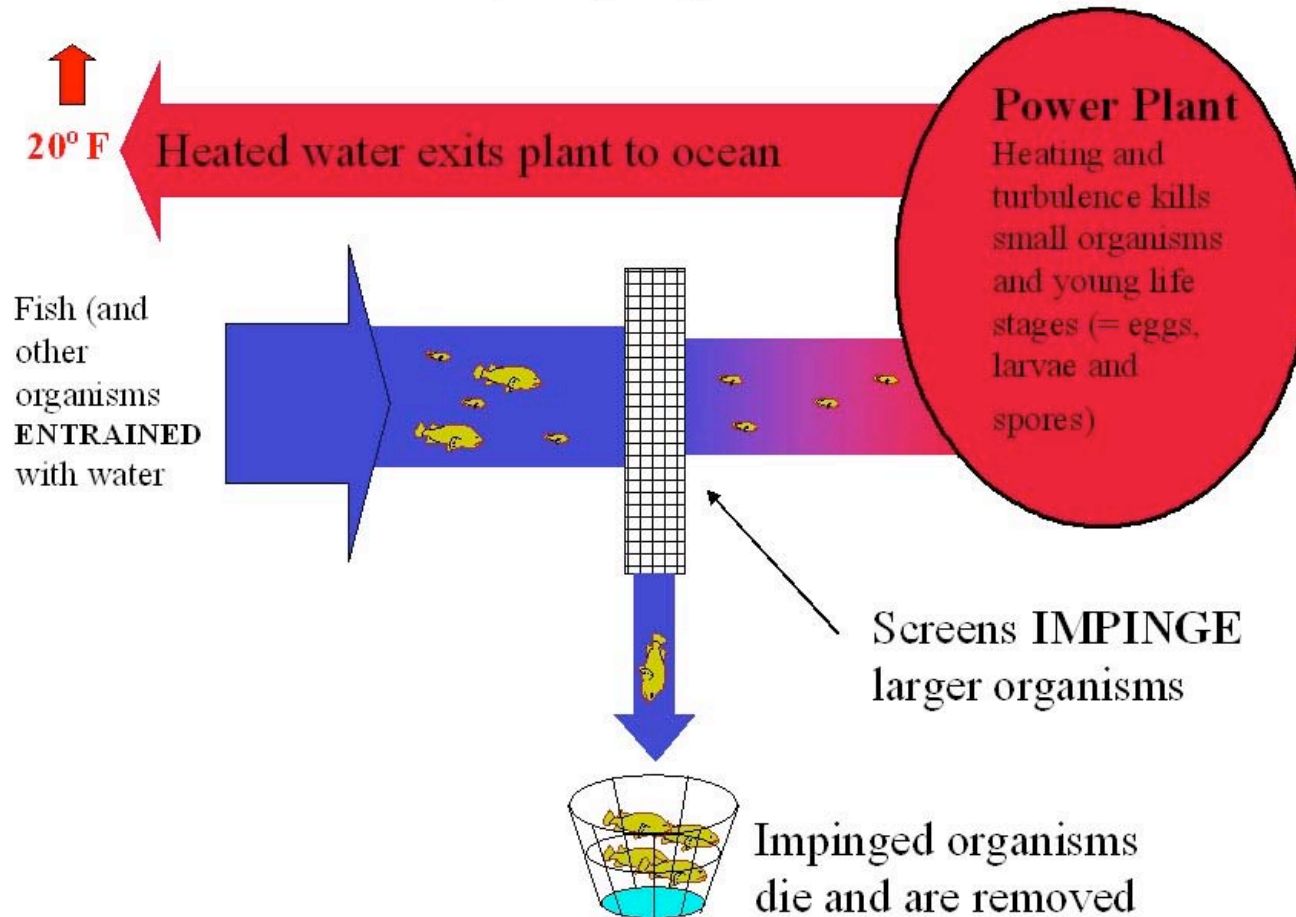 20º F
Heated water exits plant to ocean
Power Plant
Heating and
turbulence kills
small organisms
and young life
stages (= eggs,
larvae and
spores)
Fish (and
other
organisms
ENTRAINED
with water
Screens IMPINGE
larger organisms
Impinged organisms
die and are removed